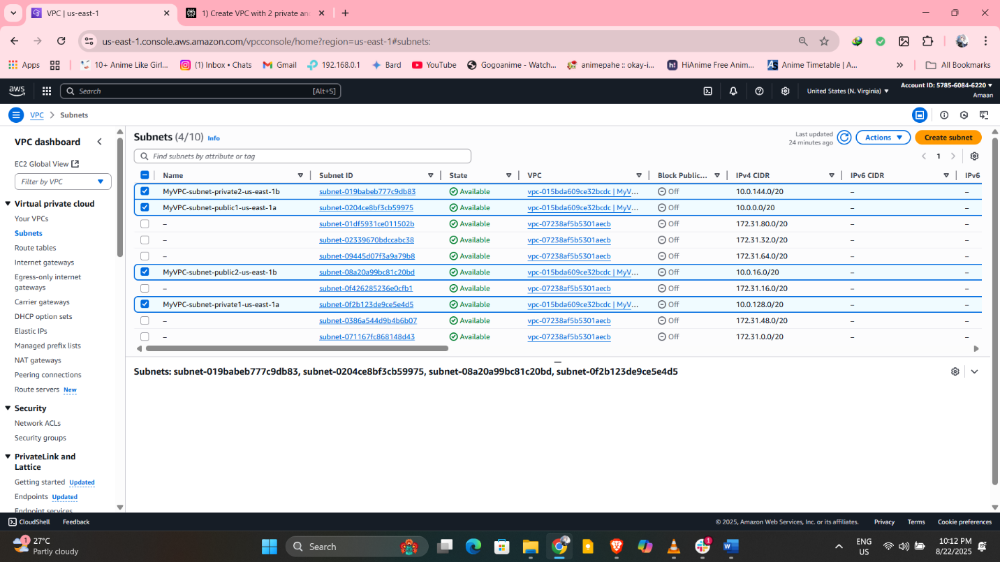 VPC | us-east-1
1) Create VPC with 2 private an
us-east-1.console.aws.amazon.com/vpcconsole/home?region=us-east-1#subnets:
Apps
10+ Anime Like Girl...
(1) Inbox • Chats
Gmail
192.168.0.1
Bard
YouTube
Gogoanime - Watch...
animepahe :: okay-i...
HiAnime Free Anim...
Anime Timetable | A...
All Bookmarks
aws
Search
[Alt+S]
United States (N. Virginia)
Account ID: 5785-6084-6220
Amaan
VPC
Subnets
VPC dashboard
EC2 Global View
Filter by VPC
Virtual private cloud
Your VPCs
Subnets
Route tables
Internet gateways
Egress-only internet
gateways
Carrier gateways
DHCP option sets
Elastic IPs
Managed prefix lists
NAT gateways
Peering connections
Route servers New
Security
Network ACLs
Security groups
PrivateLink and
Lattice
Getting started Updated
Endpoints Updated
Endpoint services
Subnets (4/10) Info
Last updated
24 minutes ago
Actions
Create subnet
Find subnets by attribute or tag
1
Name Subnet ID State VPC Block Public... IPv4 CIDR IPv6 CIDR IPv6
MyVPC-subnet-private2-us-east-1b subnet-019babeb777c9db83 Available vpc-015bda609ce32bcdc | MyV... Off 10.0.144.0/20 – –
MyVPC-subnet-public1-us-east-1a subnet-0204ce8bf3cb59975 Available vpc-015bda609ce32bcdc | MyV... Off 10.0.0.0/20 – –
– subnet-01df5931ce011502b Available vpc-07238af5b5301aecb Off 172.31.80.0/20 – –
– subnet-02339670bdccabc38 Available vpc-07238af5b5301aecb Off 172.31.32.0/20 – –
– subnet-09445d07f3a9a79b8 Available vpc-07238af5b5301aecb Off 172.31.64.0/20 – –
MyVPC-subnet-public2-us-east-1b subnet-08a20a99bc81c20bd Available vpc-015bda609ce32bcdc | MyV... Off 10.0.16.0/20 – –
– subnet-0f426285236e0cfb1 Available vpc-07238af5b5301aecb Off 172.31.16.0/20 – –
MyVPC-subnet-private1-us-east-1a subnet-0f2b123de9ce5e4d5 Available vpc-015bda609ce32bcdc | MyV... Off 10.0.128.0/20 – –
– subnet-0386a544d9b4b6b07 Available vpc-07238af5b5301aecb Off 172.31.48.0/20 – –
– subnet-071167fc868148d43 Available vpc-07238af5b5301aecb Off 172.31.0.0/20 – –
Subnets: subnet-019babeb777c9db83, subnet-0204ce8bf3cb59975, subnet-08a20a99bc81c20bd, subnet-0f2b123de9ce5e4d5
CloudShell Feedback
© 2025, Amazon Web Services, Inc. or its affiliates. Privacy Terms Cookie preferences
1
27°C
Partly cloudy
Search
1
ENG
US
10:12 PM
8/22/2025